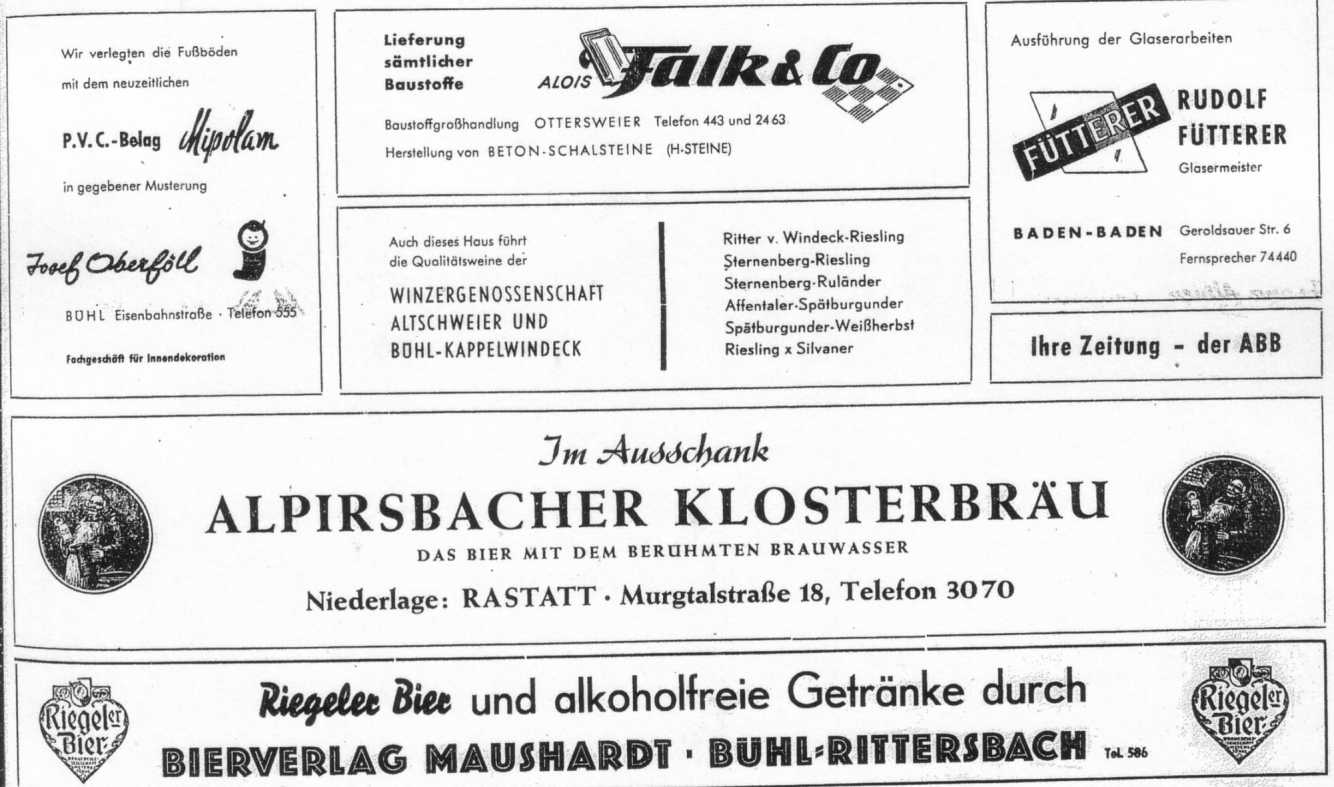 Wir verlegten die Fußböden
mit dem neuzeitlichen
P.V.C.-Belag Mipolam
in gegebener Musterung
Josef Oberföll
BÜHL Eisenbahnstraße · Telefon 555
Fachgeschäft für Innendekoration
Lieferung
sämtlicher
Baustoffe
ALOIS Falk & Co
Baustoffgroßhandlung OTTERSWEIER Telefon 443 und 2463
Herstellung von BETON-SCHALSTEINE (H-STEINE)
Auch dieses Haus führt
die Qualitätsweine der
WINZERGENOSSENSCHAFT
ALTSCHWEIER UND
BÜHL-KAPPELWINDECK
Ritter v. Windeck-Riesling
Sternenberg-Riesling
Sternenberg-Ruländer
Affentaler-Spätburgunder
Spätburgunder-Weißherbst
Riesling x Silvaner
Ausführung der Glaserarbeiten
FÜTTERER
RUDOLF
FÜTTERER
Glasermeister
BADEN-BADEN Geroldsauer Str. 6
Fernsprecher 74440
Ihre Zeitung – der ABB
Im Ausschank
ALPIRSBACHER KLOSTERBRÄU
DAS BIER MIT DEM BERÜHMTEN BRAUWASSER
Niederlage: RASTATT · Murgtalstraße 18, Telefon 3070
Riegeler
Bier
Riegeler Bier und alkoholfreie Getränke durch
BIERVERLAG MAUSHARDT · BÜHL-RITTERSBACH Tel. 586
Riegeler
Bier